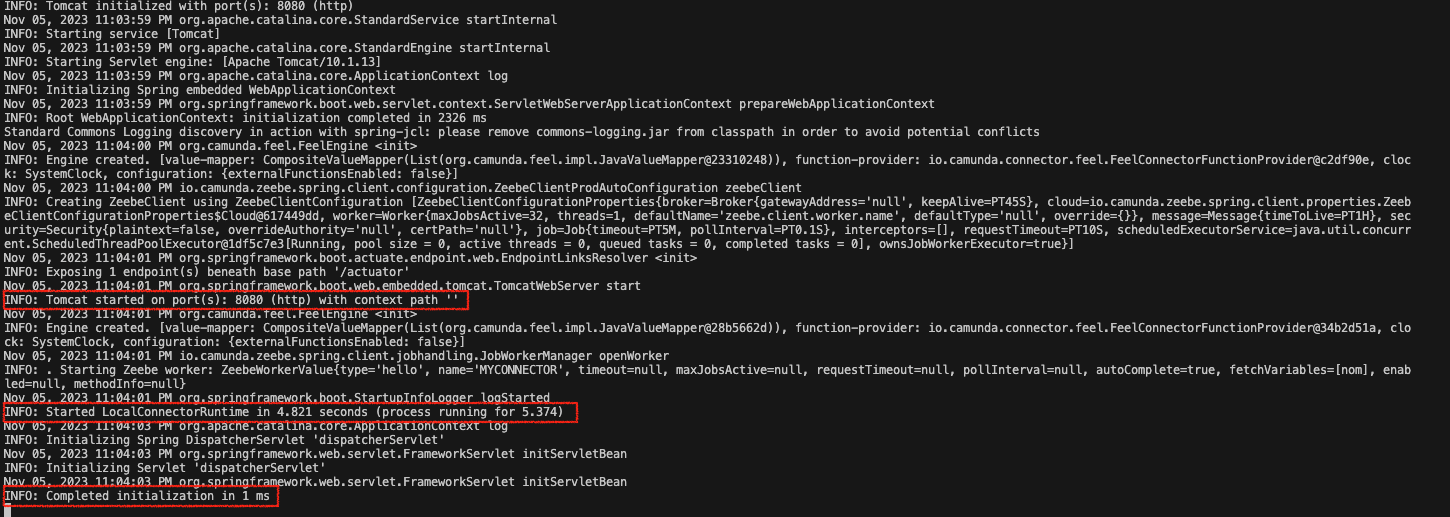 INFO: Tomcat initialized with port(s): 8080 (http)
Nov 05, 2023 11:03:59 PM org.apache.catalina.core.StandardService startInternal
INFO: Starting service [Tomcat]
Nov 05, 2023 11:03:59 PM org.apache.catalina.core.StandardEngine startInternal
INFO: Starting Servlet engine: [Apache Tomcat/10.1.13]
Nov 05, 2023 11:03:59 PM org.apache.catalina.core.ApplicationContext log
INFO: Initializing Spring embedded WebApplicationContext
Nov 05, 2023 11:03:59 PM org.springframework.boot.web.servlet.context.ServletWebServerApplicationContext prepareWebApplicationContext
INFO: Root WebApplicationContext: initialization completed in 2326 ms
Standard Commons Logging discovery in action with spring-jcl: please remove commons-logging.jar from classpath in order to avoid potential conflicts
Nov 05, 2023 11:04:00 PM org.camunda.feel.FeelEngine <init>
INFO: Engine created. [value-mapper: CompositeValueMapper(List(org.camunda.feel.impl.JavaValueMapper@23310248)), function-provider: io.camunda.connector.feel.FeelConnectorFunctionProvider@c2df90e, cloc
k: SystemClock, configuration: {externalFunctionsEnabled: false}]
Nov 05, 2023 11:04:00 PM io.camunda.zeebe.spring.client.configuration.ZeebeClientProdAutoConfiguration zeebeClient
INFO: Creating ZeebeClient using ZeebeClientConfiguration [ZeebeClientConfigurationProperties{broker=Broker{gatewayAddress='null', keepAlive=PT45S}, cloud=io.camunda.zeebe.spring.client.properties.Zeeb
eClientConfigurationProperties$Cloud@617449dd, worker=Worker{maxJobsActive=32, threads=1, defaultName='zeebe.client.worker.name', defaultType='null', override={}}, message=Message{timeToLive=PT1H}, sec
urity=Security{plaintext=false, overrideAuthority='null', certPath='null'}, job=Job{timeout=PT5M, pollInterval=PT0.1S}, interceptors=[], requestTimeout=PT10S, scheduledExecutorService=java.util.concurr
ent.ScheduledThreadPoolExecutor@1df5c7e3[Running, pool size = 0, active threads = 0, queued tasks = 0, completed tasks = 0], ownsJobWorkerExecutor=true}]
Nov 05, 2023 11:04:01 PM org.springframework.boot.actuate.endpoint.web.EndpointLinksResolver <init>
INFO: Exposing 1 endpoint(s) beneath base path '/actuator'
Nov 05, 2023 11:04:01 PM org.springframework.boot.web.embedded.tomcat.TomcatWebServer start
INFO: Tomcat started on port(s): 8080 (http) with context path ''
Nov 05, 2023 11:04:01 PM org.camunda.feel.FeelEngine <init>
INFO: Engine created. [value-mapper: CompositeValueMapper(List(org.camunda.feel.impl.JavaValueMapper@28b5662d)), function-provider: io.camunda.connector.feel.FeelConnectorFunctionProvider@34b2d51a, clo
ck: SystemClock, configuration: {externalFunctionsEnabled: false}]
Nov 05, 2023 11:04:01 PM io.camunda.zeebe.spring.client.jobhandling.JobWorkerManager openWorker
INFO: . Starting Zeebe worker: ZeebeWorkerValue{type='hello', name='MYCONNECTOR', timeout=null, maxJobsActive=null, requestTimeout=null, pollInterval=null, autoComplete=true, fetchVariables=[nom], enab
led=null, methodInfo=null}
Nov 05, 2023 11:04:01 PM org.springframework.boot.StartupInfoLogger logStarted
INFO: Started LocalConnectorRuntime in 4.821 seconds (process running for 5.374)
Nov 05, 2023 11:04:03 PM org.apache.catalina.core.ApplicationContext log
INFO: Initializing Spring DispatcherServlet 'dispatcherServlet'
Nov 05, 2023 11:04:03 PM org.springframework.web.servlet.FrameworkServlet initServletBean
INFO: Initializing Servlet 'dispatcherServlet'
Nov 05, 2023 11:04:03 PM org.springframework.web.servlet.FrameworkServlet initServletBean
INFO: Completed initialization in 1 ms